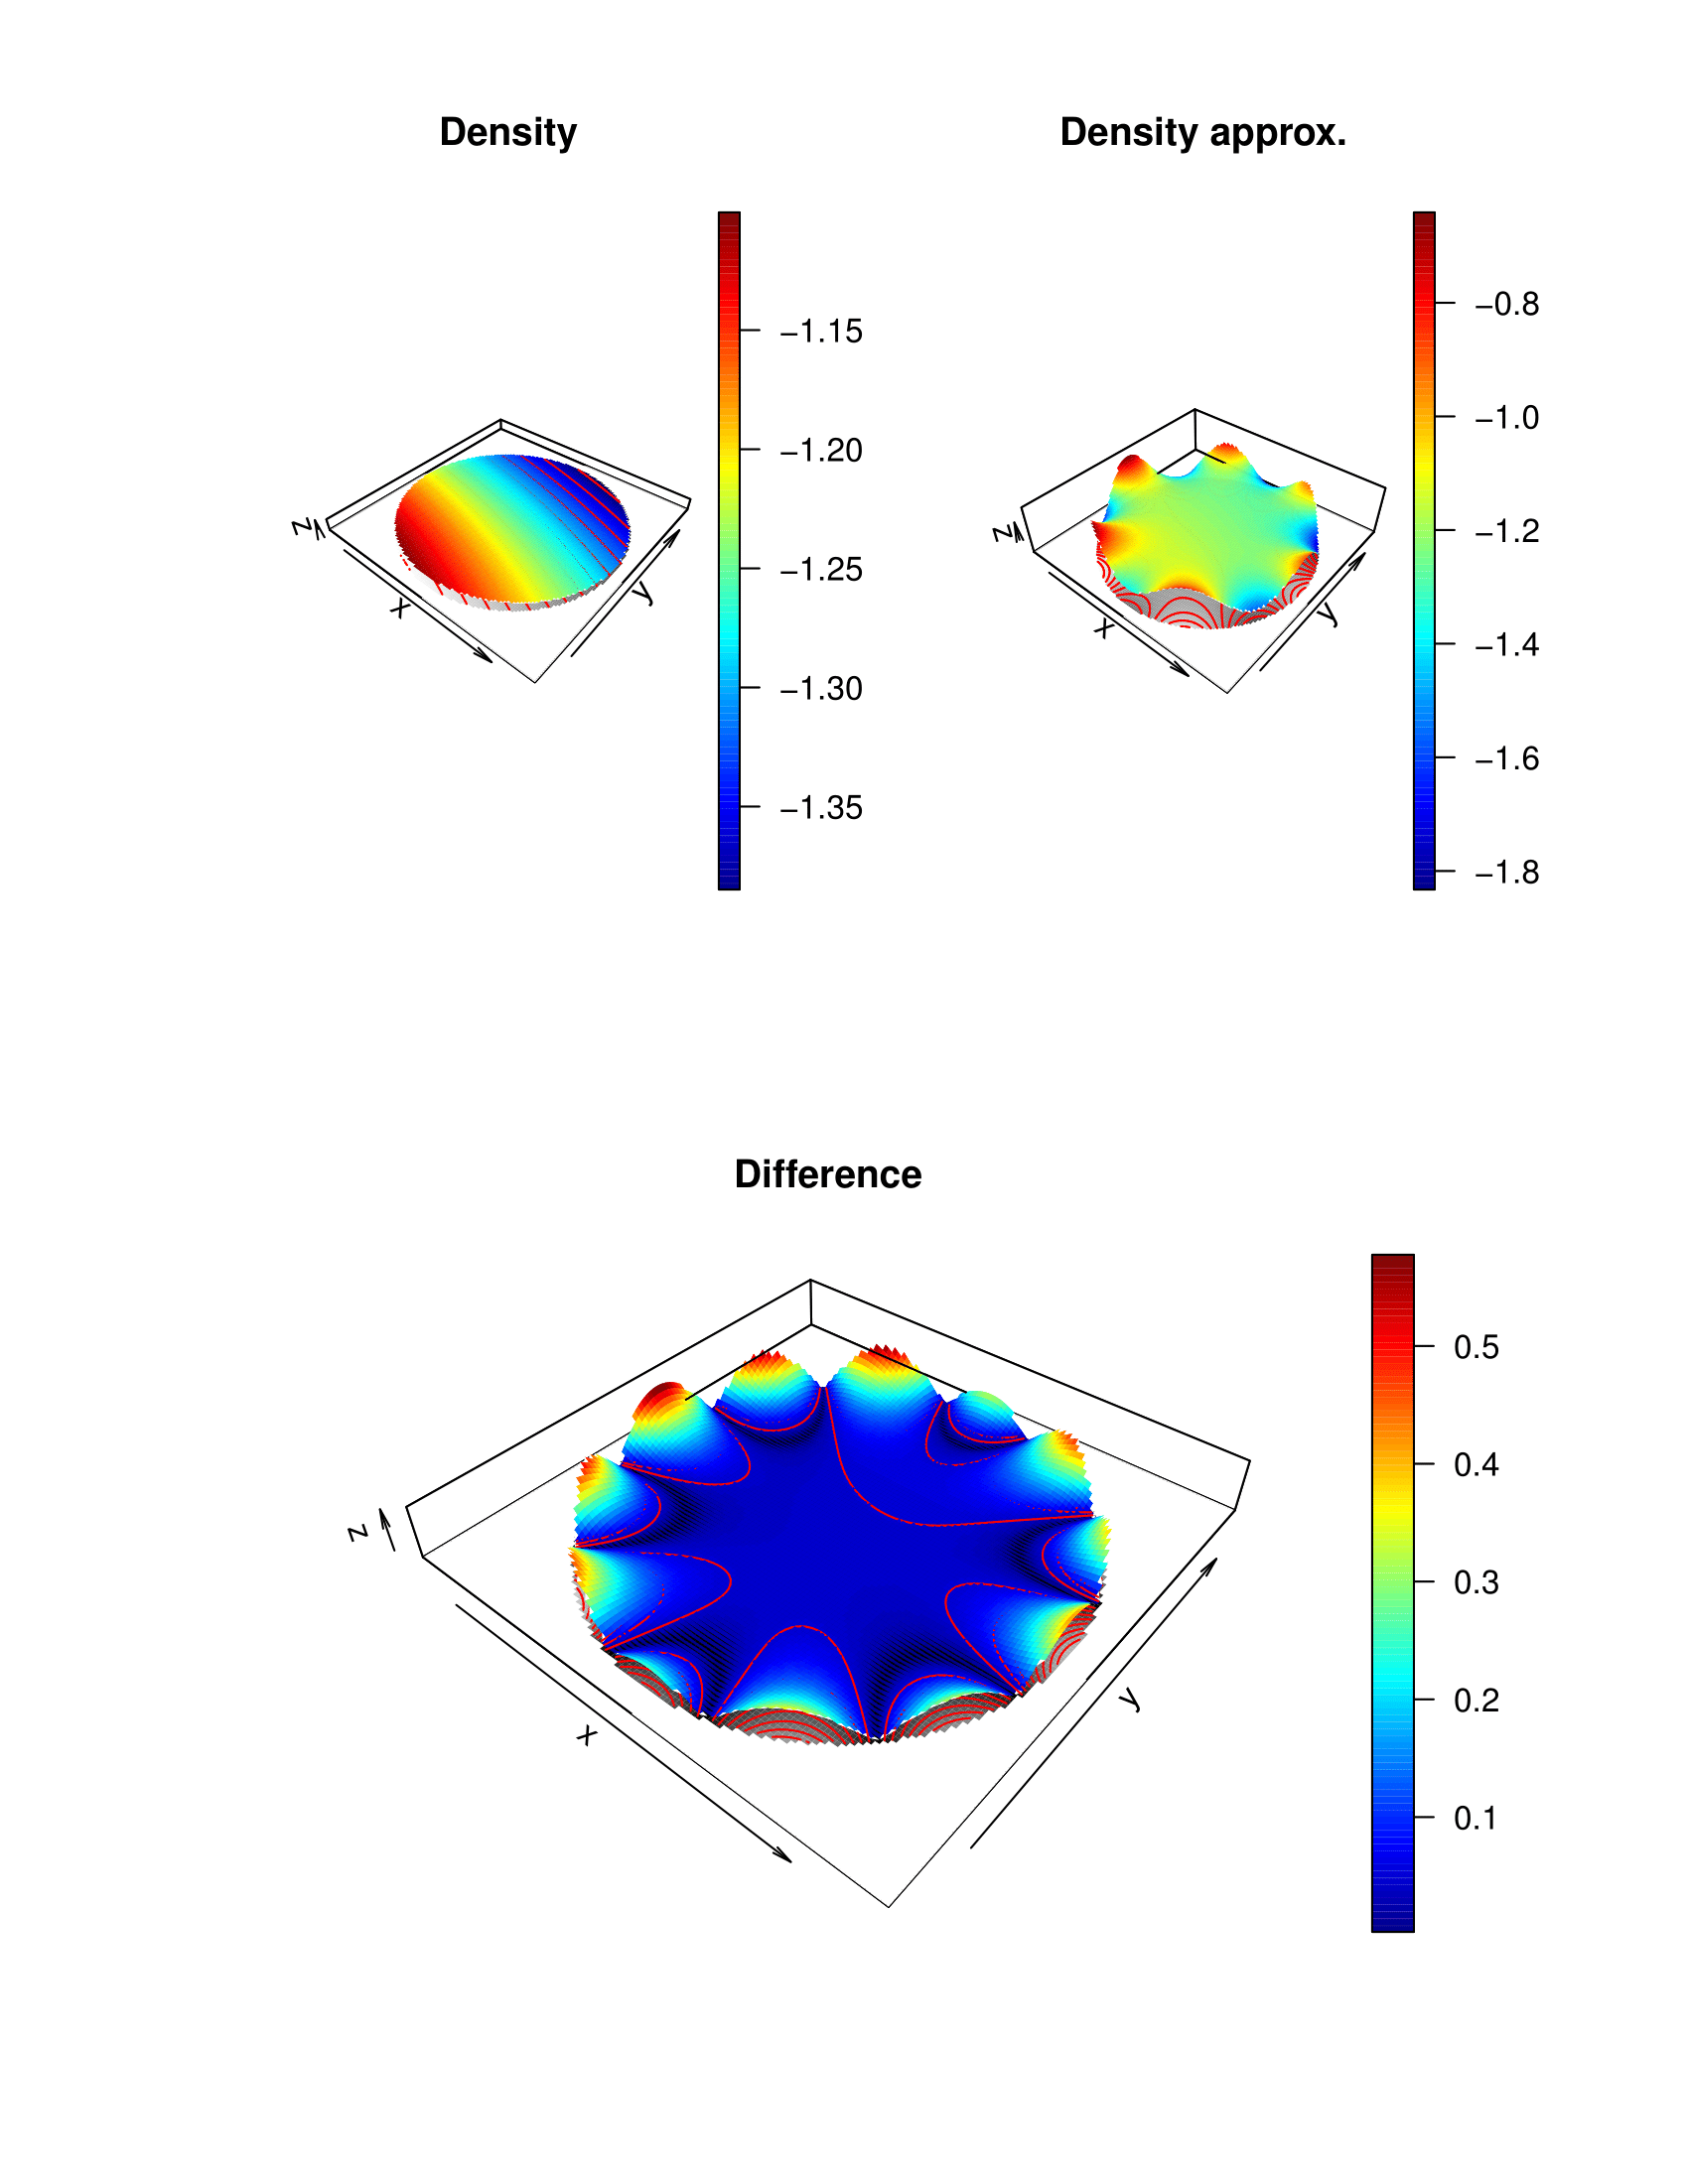 Density
−1.15
−1.20
−1.25
−1.30
−1.35
z
x
y
Density approx.
−0.8
−1.0
−1.2
−1.4
−1.6
−1.8
z
x
y
Difference
0.5
0.4
0.3
0.2
0.1
z
x
y